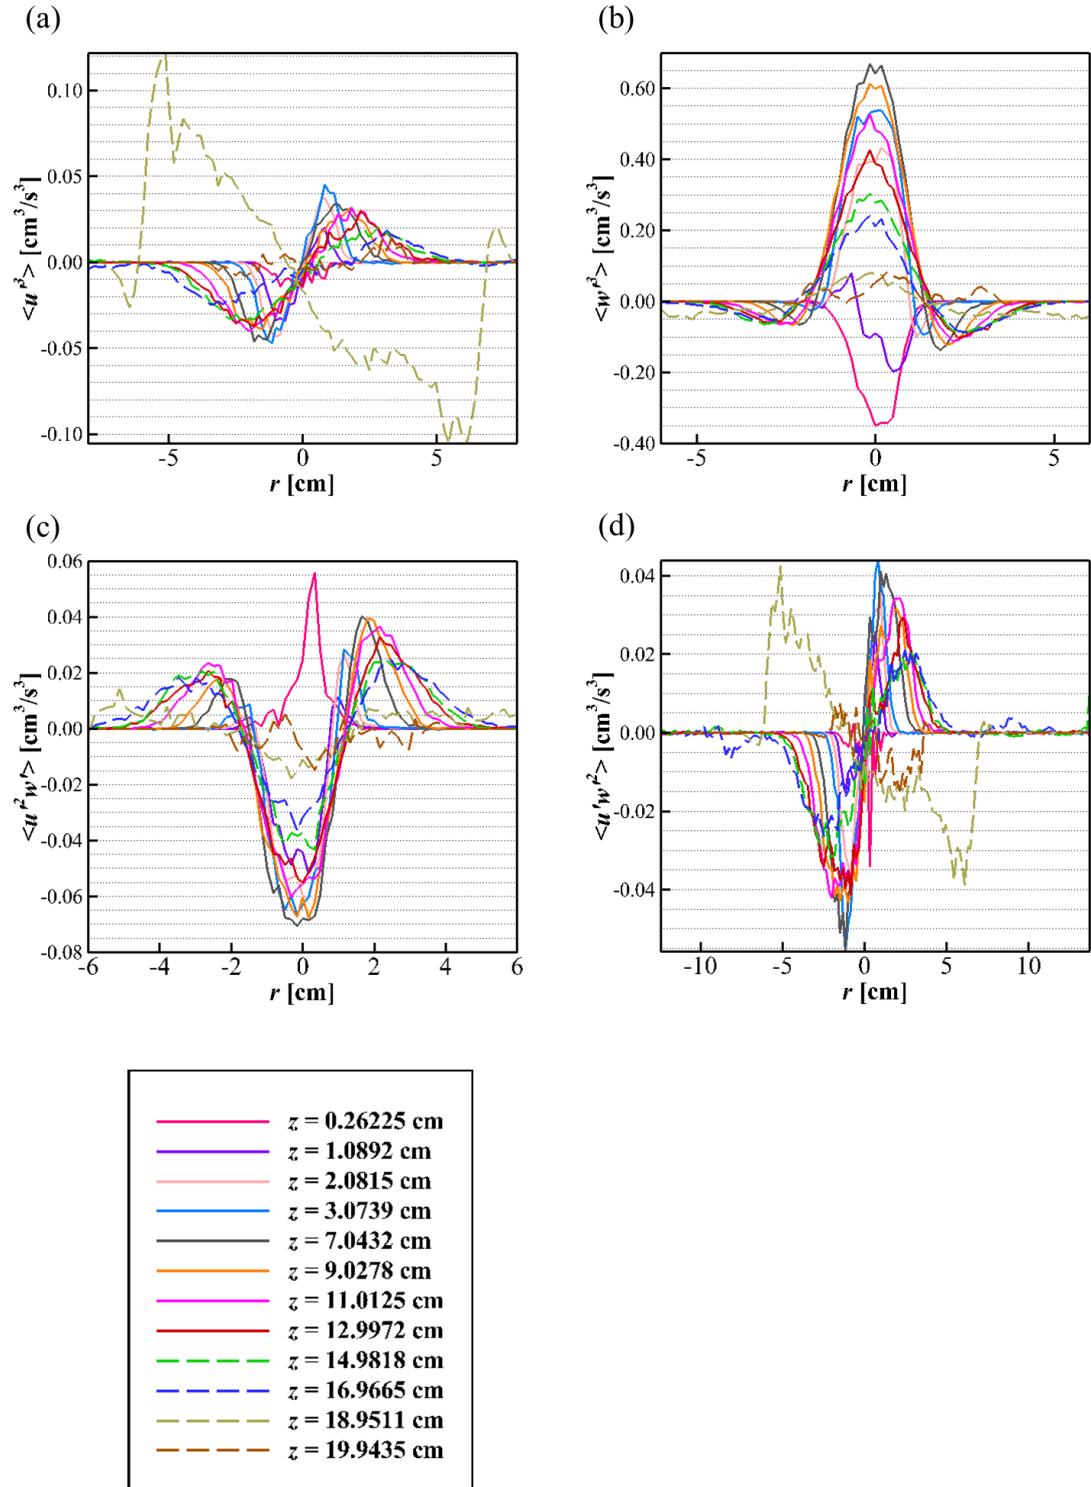 (a)
0.10
0.05
0.00
-0.05
-0.10
<u'³> [cm³/s³]
-5
0
5
r [cm]
(b)
0.60
0.40
0.20
0.00
-0.20
-0.40
<w'³> [cm³/s³]
-5
0
5
r [cm]
(c)
0.06
0.04
0.02
0.00
-0.02
-0.04
-0.06
-0.08
<u'²w'> [cm³/s³]
-6
-4
-2
0
2
4
6
r [cm]
(d)
0.04
0.02
0.00
-0.02
-0.04
<u'w'²> [cm³/s³]
-10
-5
0
5
10
r [cm]
z = 0.26225 cm
z = 1.0892 cm
z = 2.0815 cm
z = 3.0739 cm
z = 7.0432 cm
z = 9.0278 cm
z = 11.0125 cm
z = 12.9972 cm
z = 14.9818 cm
z = 16.9665 cm
z = 18.9511 cm
z = 19.9435 cm